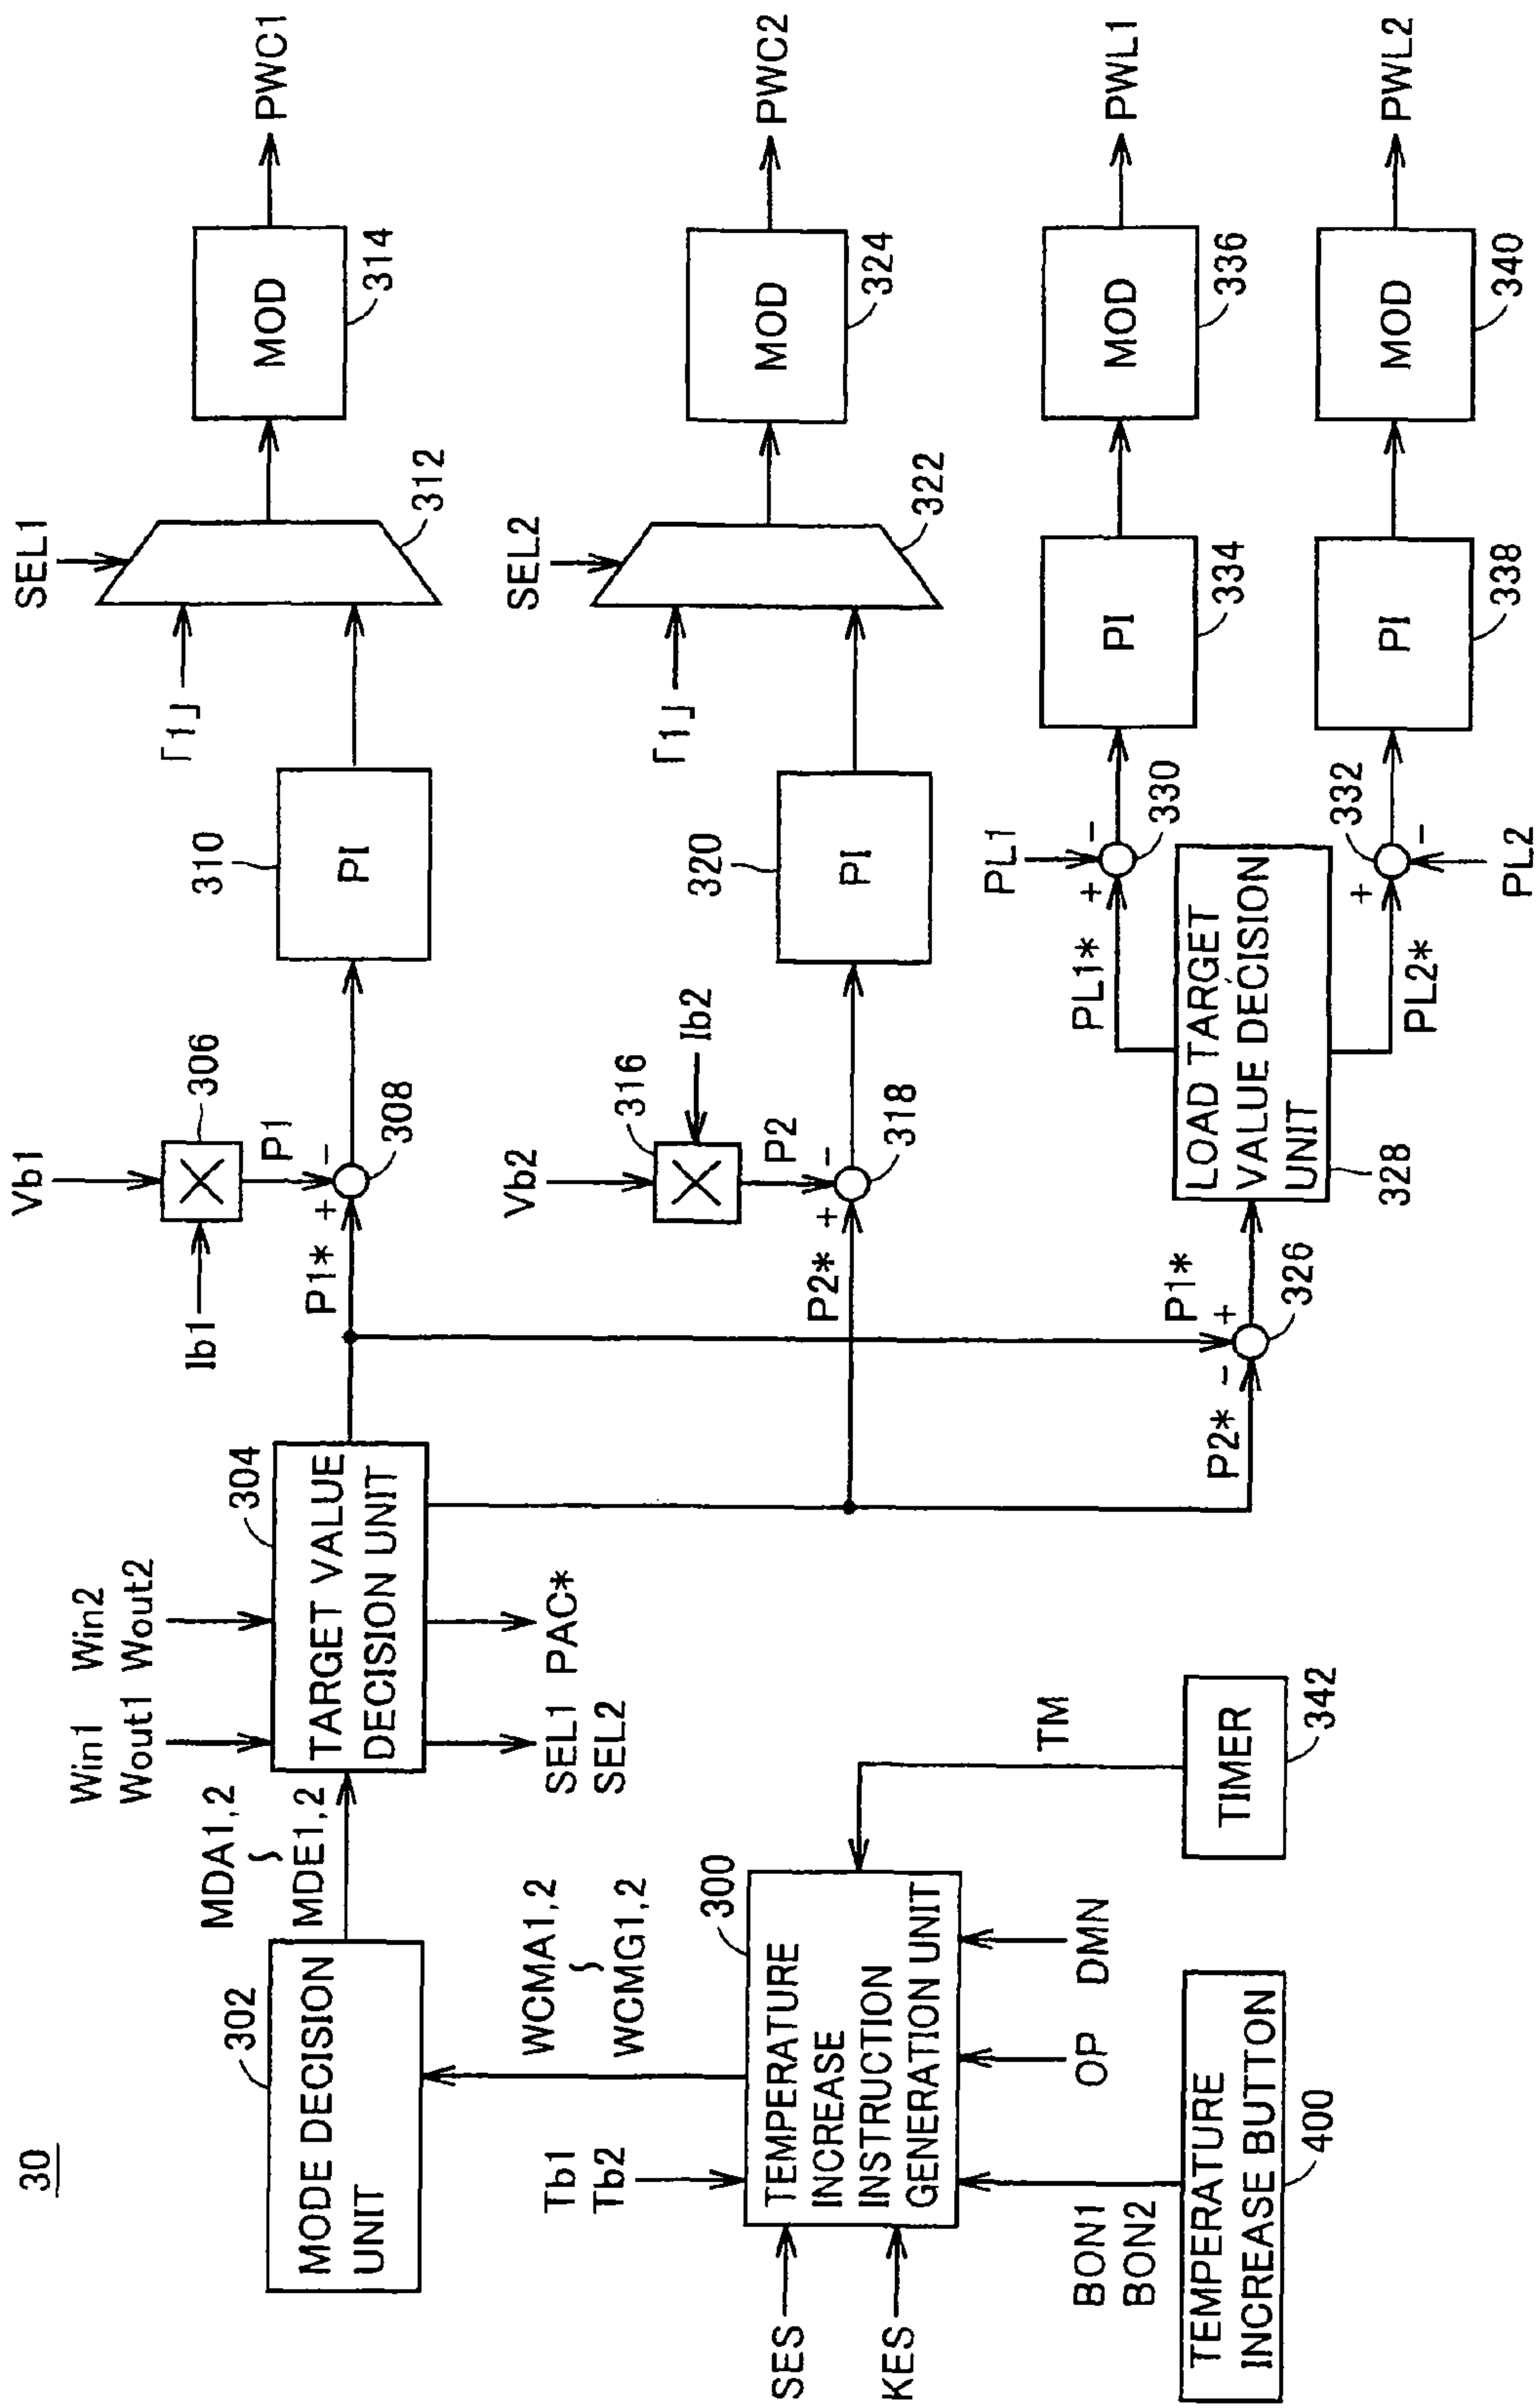 30
MODE DECISION
UNIT
302
MDA1,2
∫
MDE1,2
Win1 Win2
Wout1 Wout2
TARGET VALUE
DECISION UNIT
304
SEL1 PAC*
SEL2
WCMA1,2
∫
WCMG1,2
Tb1
Tb2
SES
KES
TEMPERATURE
INCREASE
INSTRUCTION
GENERATION UNIT
300
BON1
BON2
OP
DMN
TM
TEMPERATURE
INCREASE BUTTON
400
TIMER
342
Vb1
Ib1
306
P1
P1*
+
-
308
310
PI
「1」
SEL1
312
MOD
314
PWC1
Vb2
Ib2
316
P2
P2*
+
-
318
320
PI
「1」
SEL2
322
MOD
324
PWC2
P2*
-
P1*
+
326
LOAD TARGET
VALUE DECISION
UNIT
328
PL1*
PL1
+
-
330
PI
334
MOD
336
PWL1
PL2*
PL2
+
-
332
PI
338
MOD
340
PWL2